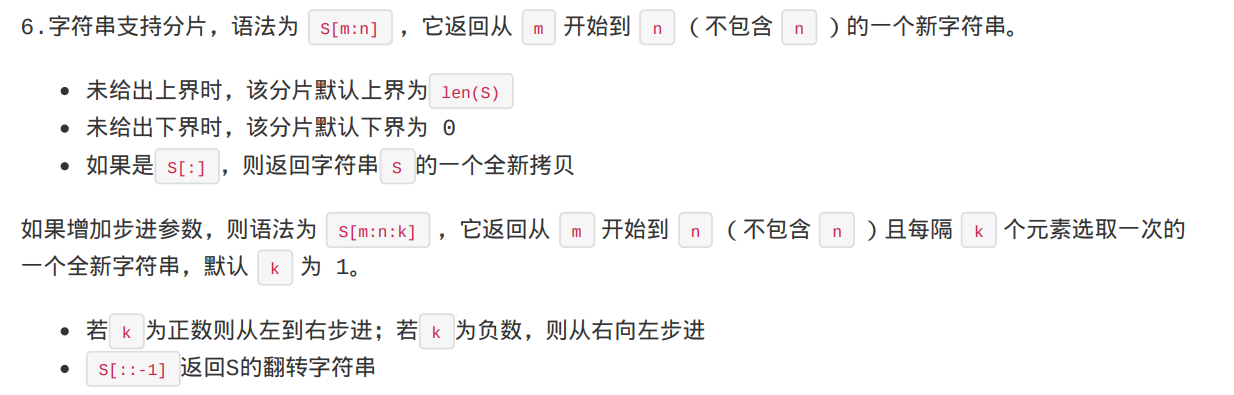 6.字符串支持分片，语法为 S[m:n] ，它返回从 m 开始到 n （不包含 n ）的一个新字符串。
未给出上界时，该分片默认上界为len(S)
未给出下界时，该分片默认下界为 0
如果是S[:]，则返回字符串S的一个全新拷贝
如果增加步进参数，则语法为 S[m:n:k] ，它返回从 m 开始到 n （不包含 n ）且每隔 k 个元素选取一次的
一个全新字符串，默认 k 为 1。
若k为正数则从左到右步进；若k为负数，则从右向左步进
S[::-1]返回S的翻转字符串